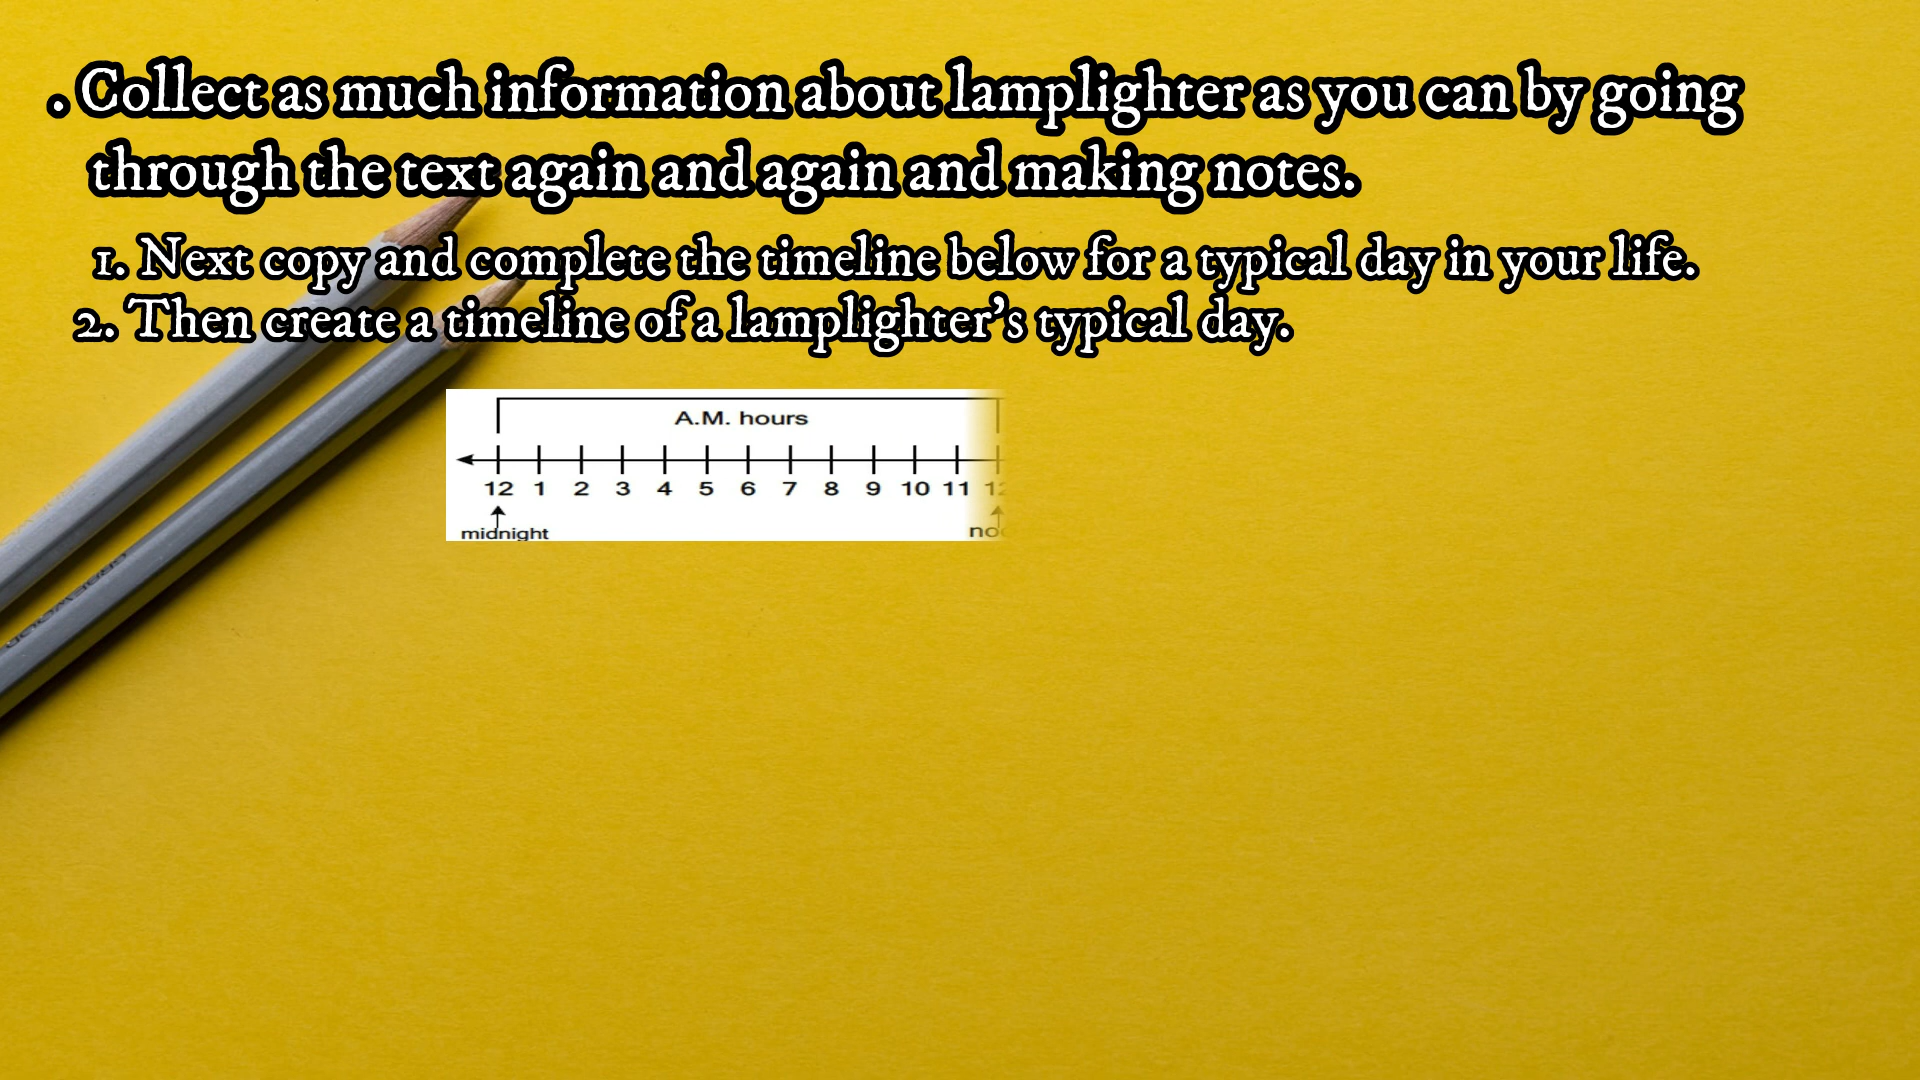 . Collect as much information about lamplighter as you can by going
through the text again and again and making notes.
1. Next copy and complete the timeline below for a typical day in your life.
2. Then create a timeline of a lamplighter's typical day.
A.M. hours
12 1 2 3 4 5 6 7 8 9 10 11 12
midnight